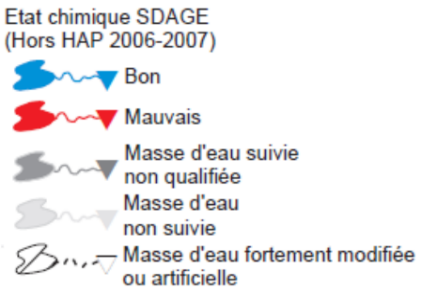 Etat chimique SDAGE
(Hors HAP 2006-2007)
Bon
Mauvais
Masse d'eau suivie
non qualifiée
Masse d'eau
non suivie
Masse d'eau fortement modifiée
ou artificielle